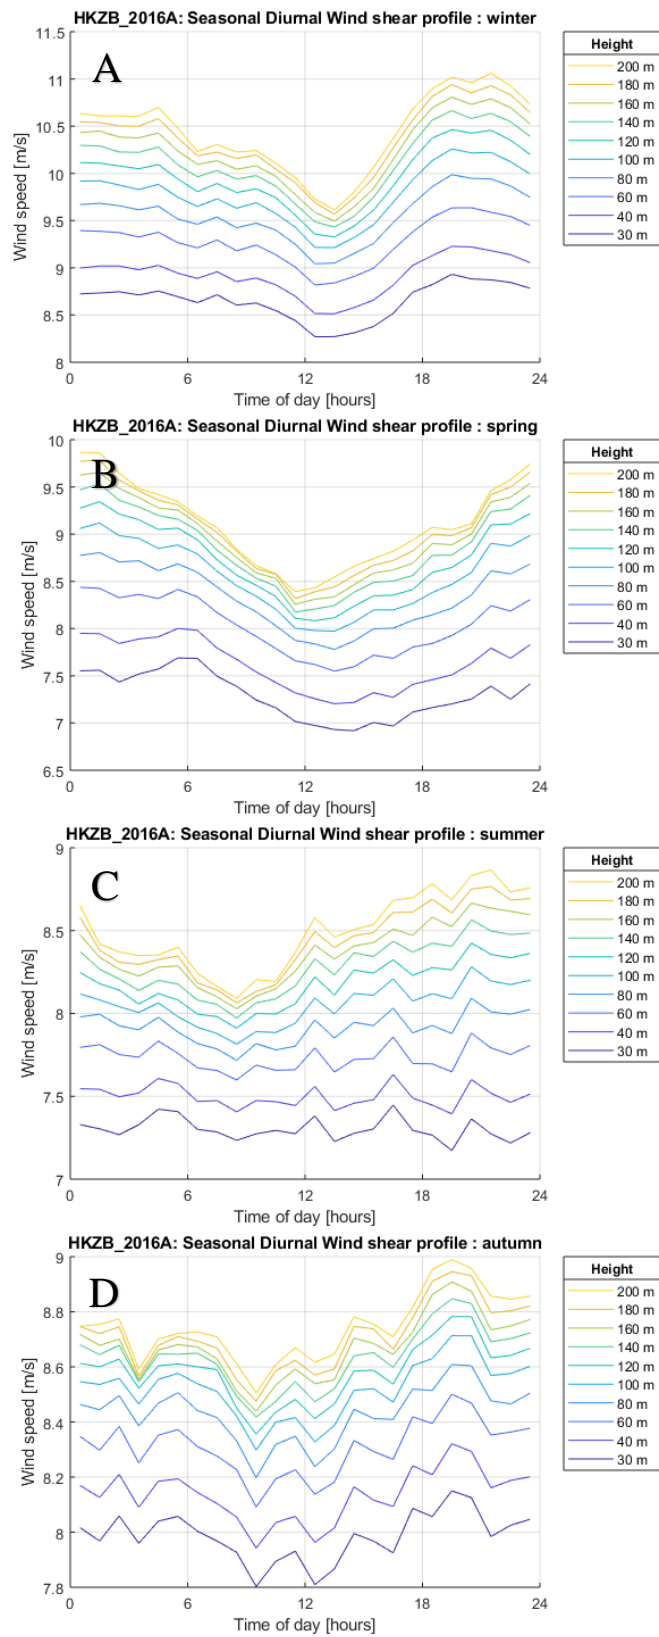 HKZB_2016A: Seasonal Diurnal Wind shear profile : winter
A
11.5
11
10.5
10
9.5
9
8.5
8
Wind speed [m/s]
0 6 12 18 24
Time of day [hours]
Height
200 m
180 m
160 m
140 m
120 m
100 m
80 m
60 m
40 m
30 m
HKZB_2016A: Seasonal Diurnal Wind shear profile : spring
B
10
9.5
9
8.5
8
7.5
7
6.5
Wind speed [m/s]
0 6 12 18 24
Time of day [hours]
Height
200 m
180 m
160 m
140 m
120 m
100 m
80 m
60 m
40 m
30 m
HKZB_2016A: Seasonal Diurnal Wind shear profile : summer
C
9
8.5
8
7.5
7
Wind speed [m/s]
0 6 12 18 24
Time of day [hours]
Height
200 m
180 m
160 m
140 m
120 m
100 m
80 m
60 m
40 m
30 m
HKZB_2016A: Seasonal Diurnal Wind shear profile : autumn
D
9
8.8
8.6
8.4
8.2
8
7.8
Wind speed [m/s]
0 6 12 18 24
Time of day [hours]
Height
200 m
180 m
160 m
140 m
120 m
100 m
80 m
60 m
40 m
30 m